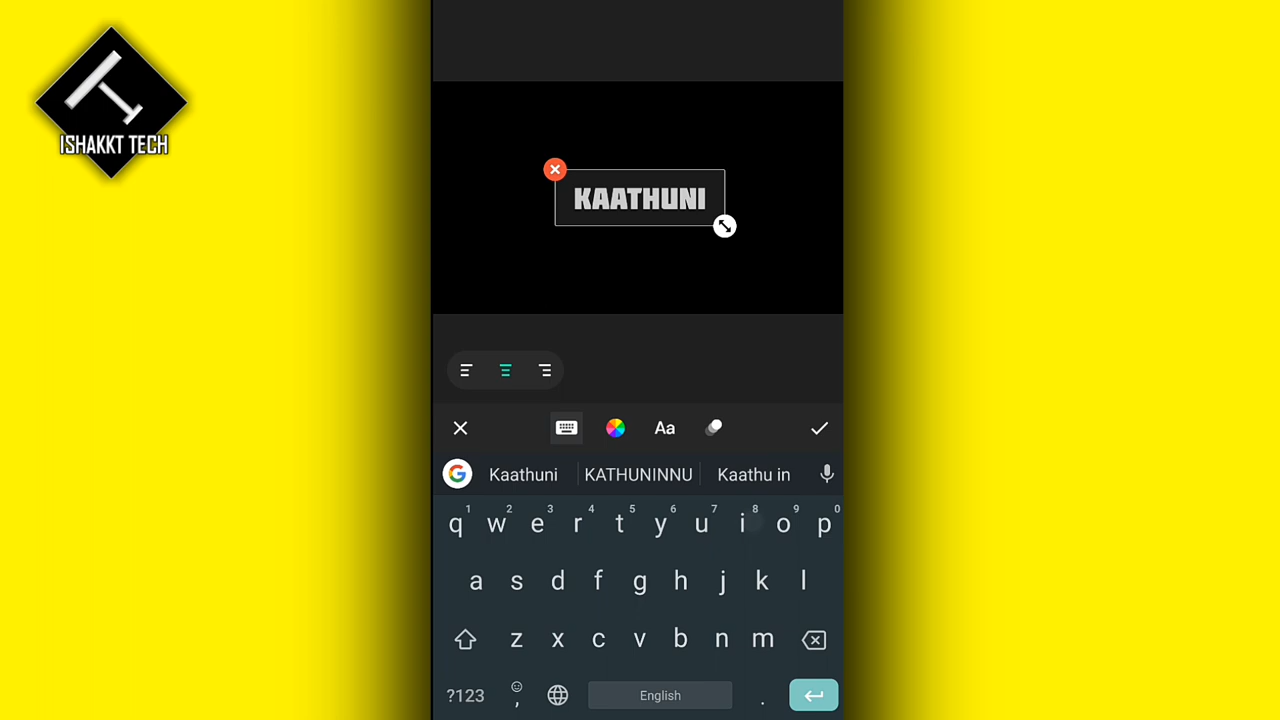 ISHAKKT TECH
KAATHUNI
Aa
Kaathuni KATHUNINNU Kaathu in
1 2 3 4 5 6 7 8 9 0
q w e r t y u i o p
a s d f g h j k l
z x c v b n m
?123 , English .